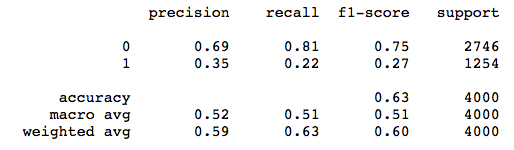 precision recall f1-score support
0 0.69 0.81 0.75 2746
1 0.35 0.22 0.27 1254
accuracy 0.63 4000
macro avg 0.52 0.51 0.51 4000
weighted avg 0.59 0.63 0.60 4000